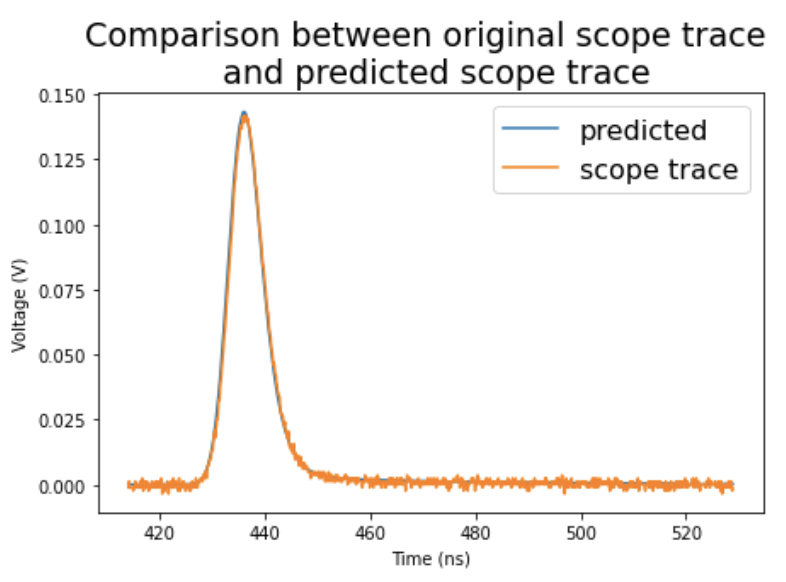 Comparison between original scope trace
and predicted scope trace
0.150
0.125
0.100
0.075
0.050
0.025
0.000
Voltage (V)
predicted
scope trace
420
440
460
480
500
520
Time (ns)